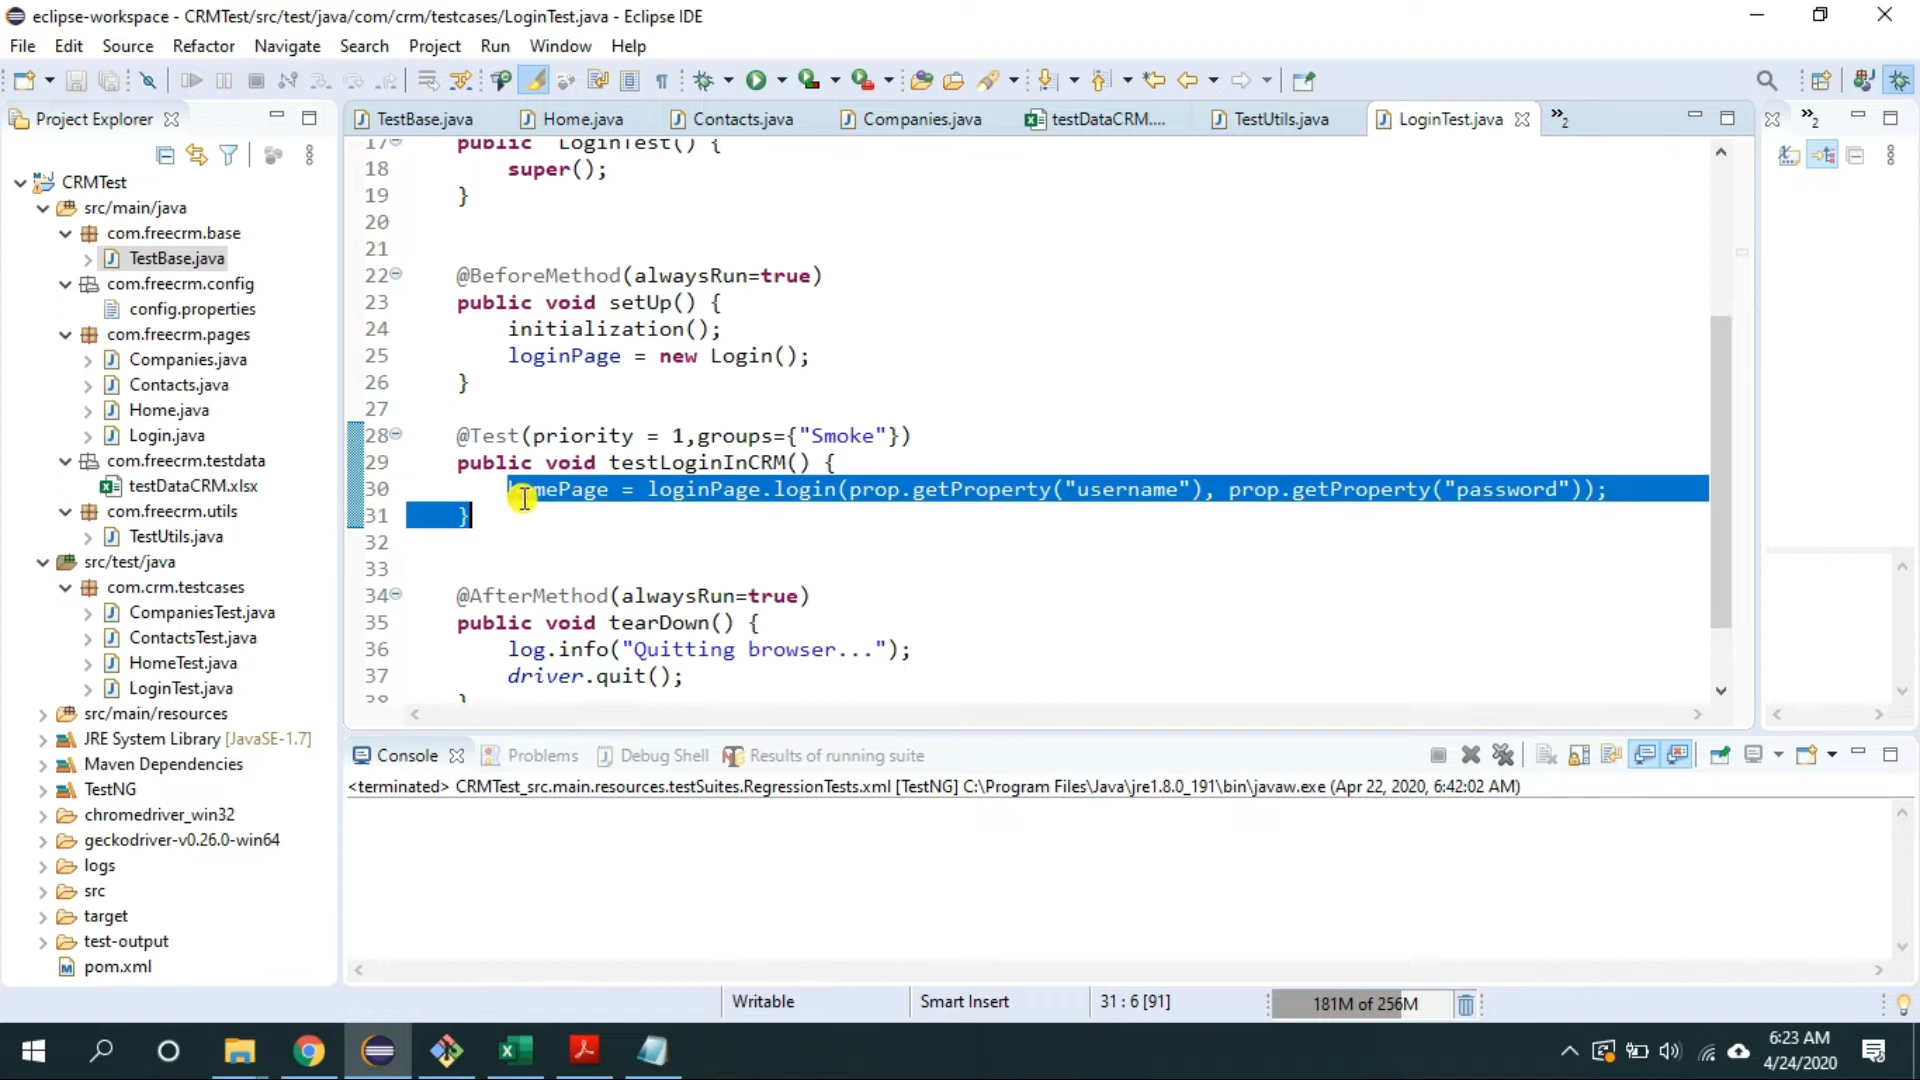 eclipse-workspace - CRMTest/src/test/java/com/crm/testcases/LoginTest.java - Eclipse IDE
File Edit Source Refactor Navigate Search Project Run Window Help
Project Explorer
TestBase.java Home.java Contacts.java Companies.java testDataCRM.... TestUtils.java LoginTest.java »2 »2
CRMTest
src/main/java
com.freecrm.base
TestBase.java
com.freecrm.config
config.properties
com.freecrm.pages
Companies.java
Contacts.java
Home.java
Login.java
com.freecrm.testdata
testDataCRM.xlsx
com.freecrm.utils
TestUtils.java
src/test/java
com.crm.testcases
CompaniesTest.java
ContactsTest.java
HomeTest.java
LoginTest.java
src/main/resources
JRE System Library [JavaSE-1.7]
Maven Dependencies
TestNG
chromedriver_win32
geckodriver-v0.26.0-win64
logs
src
target
test-output
pom.xml
17 public LoginTest() {
18 super();
19 }
20
21
22 @BeforeMethod(alwaysRun=true)
23 public void setUp() {
24 initialization();
25 loginPage = new Login();
26 }
27
28 @Test(priority = 1,groups={"Smoke"})
29 public void testLoginInCRM() {
30 homePage = loginPage.login(prop.getProperty("username"), prop.getProperty("password"));
31 }
32
33
34 @AfterMethod(alwaysRun=true)
35 public void tearDown() {
36 log.info("Quitting browser...");
37 driver.quit();
38 }
Console Problems Debug Shell Results of running suite
<terminated> CRMTest_src.main.resources.testSuites.RegressionTests.xml [TestNG] C:\Program Files\Java\jre1.8.0_191\bin\javaw.exe (Apr 22, 2020, 6:42:02 AM)
Writable Smart Insert 31 : 6 [91] 181M of 256M
6:23 AM
4/24/2020